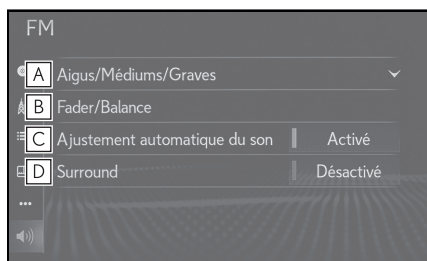 FM
A Aigus/Médiums/Graves
B Fader/Balance
C Ajustement automatique du son Activé
D Surround Désactivé